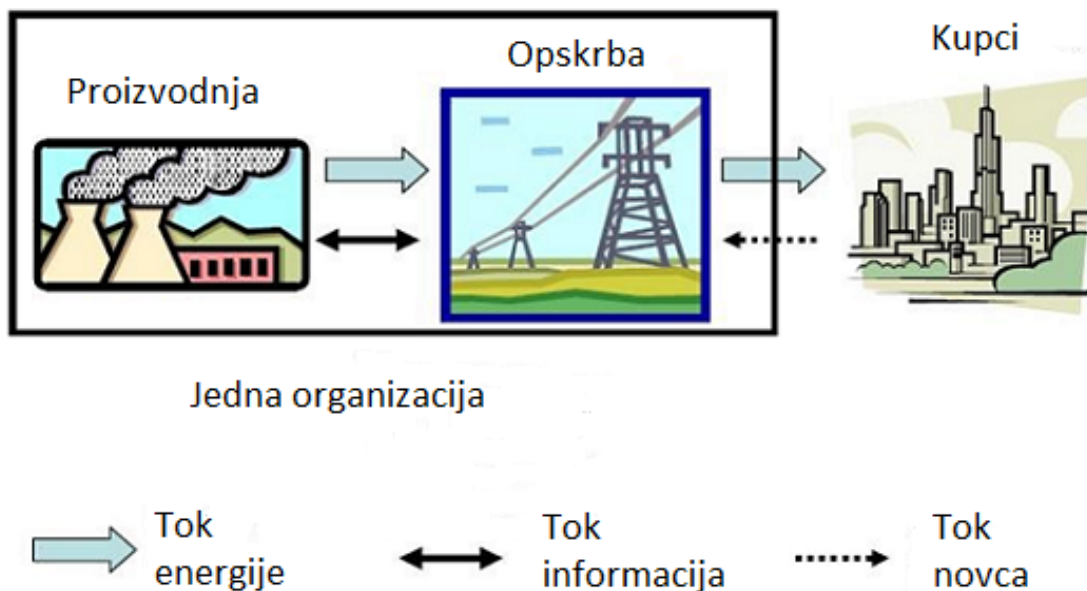 Proizvodnja
Opskrba
Kupci
Jedna organizacija
Tok
energije
Tok
informacija
Tok
novca